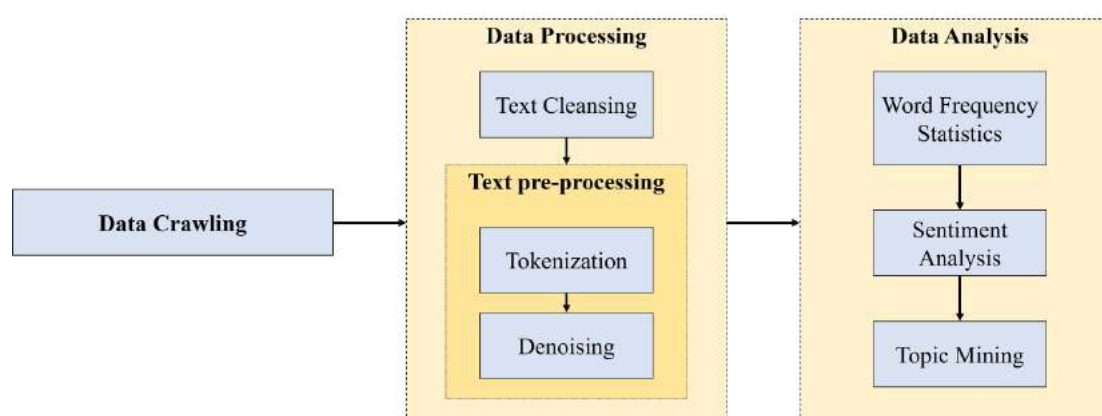 Data Crawling
Data Processing
Text Cleansing
Text pre-processing
Tokenization
Denoising
Data Analysis
Word Frequency
Statistics
Sentiment
Analysis
Topic Mining